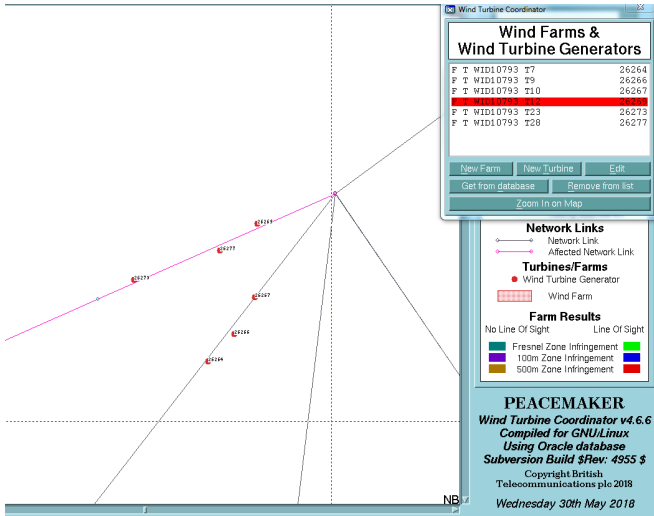 Wind Turbine Coordinator
Wind Farms &
Wind Turbine Generators
F T WID10793 T7 26264
F T WID10793 T9 26266
F T WID10793 T10 26267
F T WID10793 T12 26269
F T WID10793 T23 26273
F T WID10793 T28 26277
New Farm New Turbine Edit
Get from database Remove from list
Zoom In on Map
26269
26277
26273
26267
26266
26264
Network Links
Network Link
Affected Network Link
Turbines/Farms
Wind Turbine Generator
Wind Farm
Farm Results
No Line Of Sight Line Of Sight
Fresnel Zone Infringement
100m Zone Infringement
500m Zone Infringement
PEACEMAKER
Wind Turbine Coordinator v4.6.6
Compiled for GNU/Linux
Using Oracle database
Subversion Build $Rev: 4955 $
Copyright British
Telecommunications plc 2018
NB
Wednesday 30th May 2018